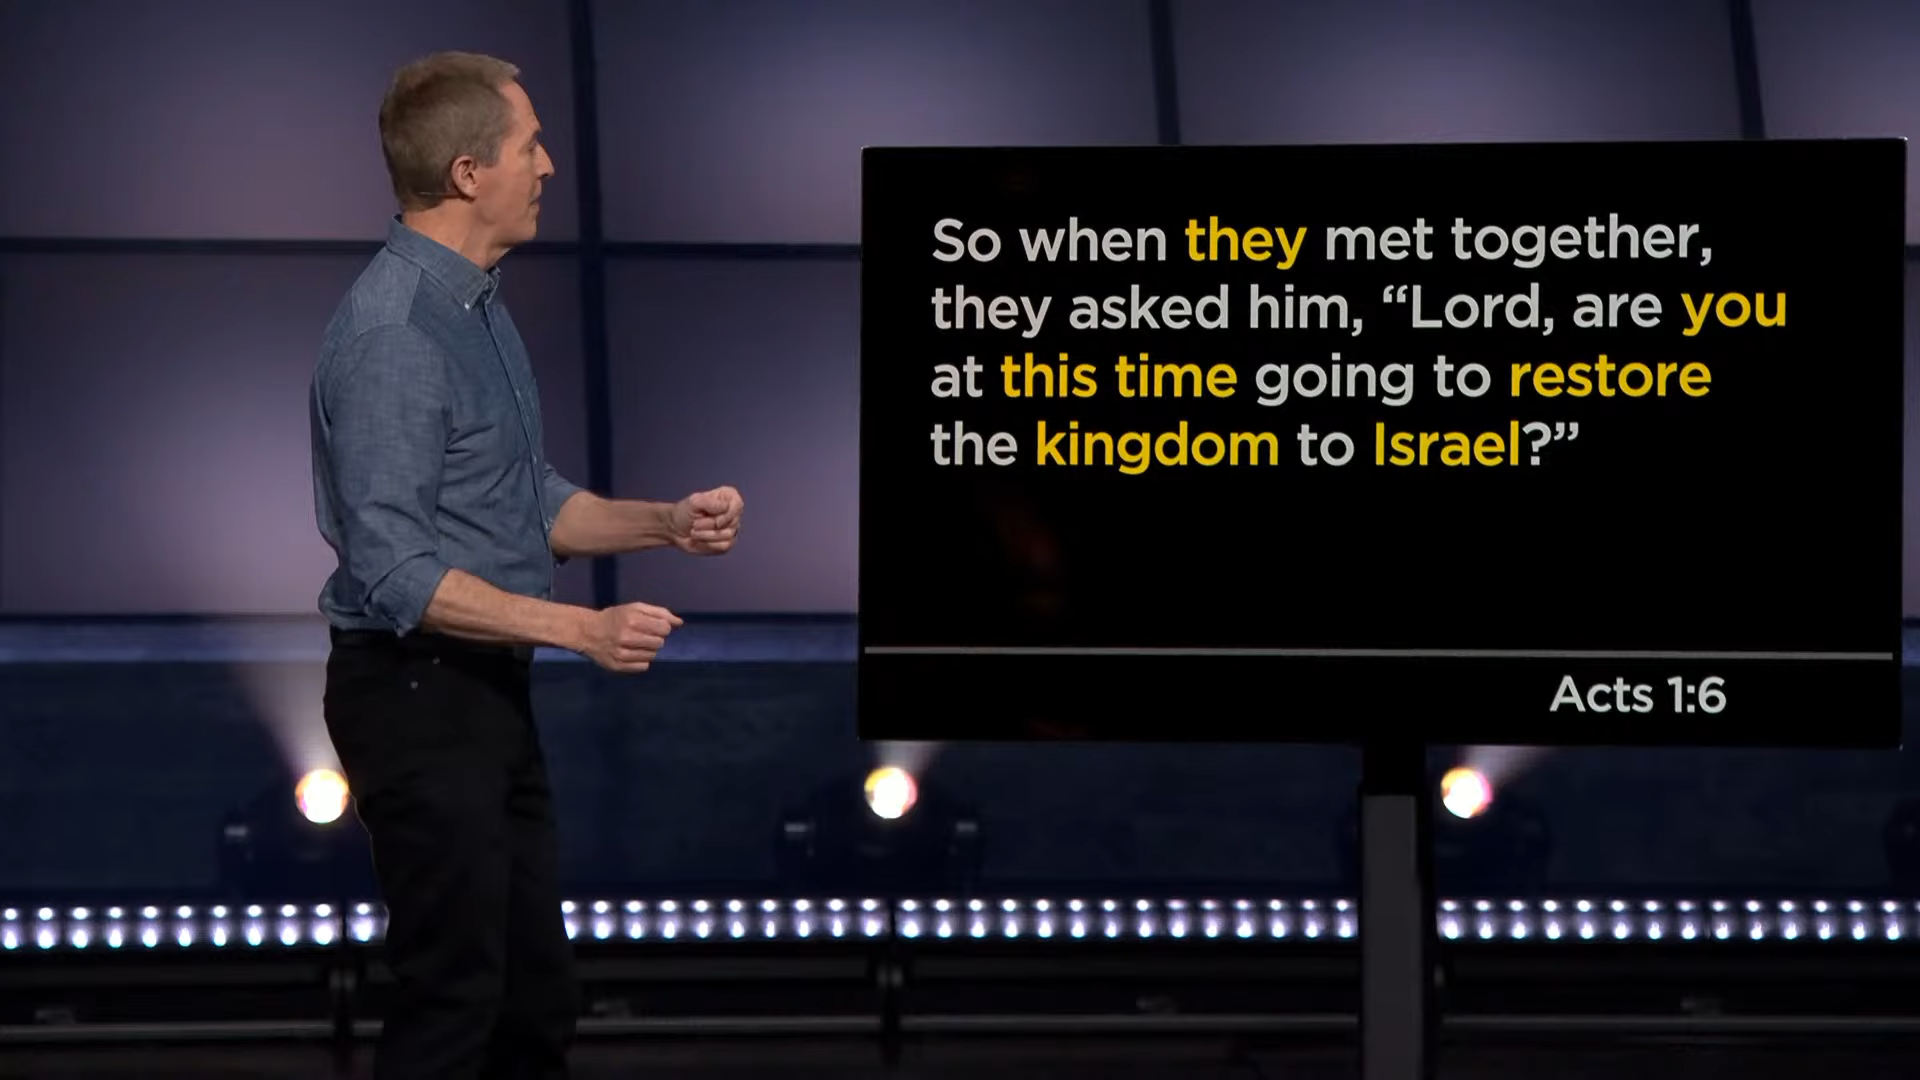 So when they met together,
they asked him, “Lord, are you
at this time going to restore
the kingdom to Israel?”
Acts 1:6